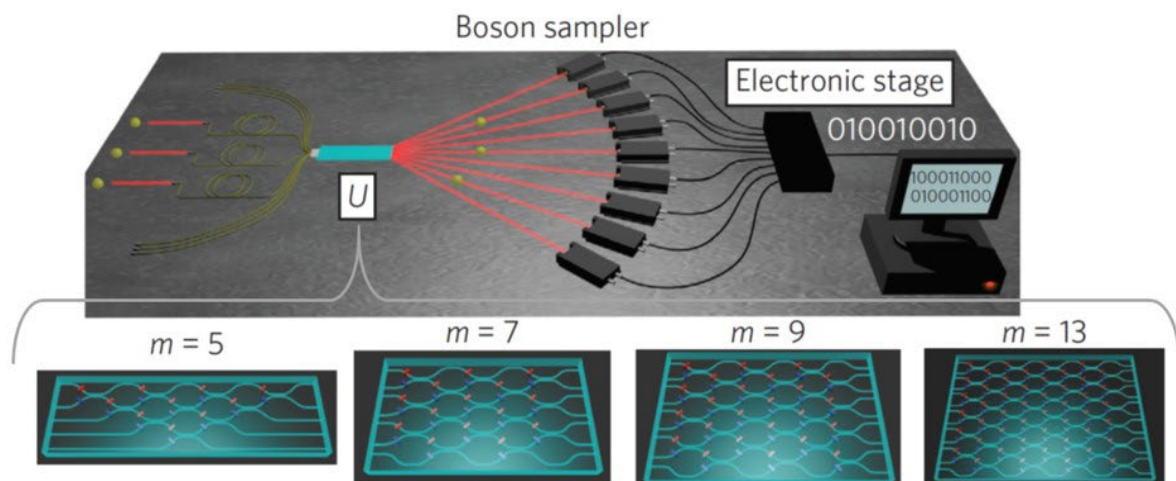 Boson sampler
Electronic stage
010010010
100011000
010001100
U
m = 5
m = 7
m = 9
m = 13